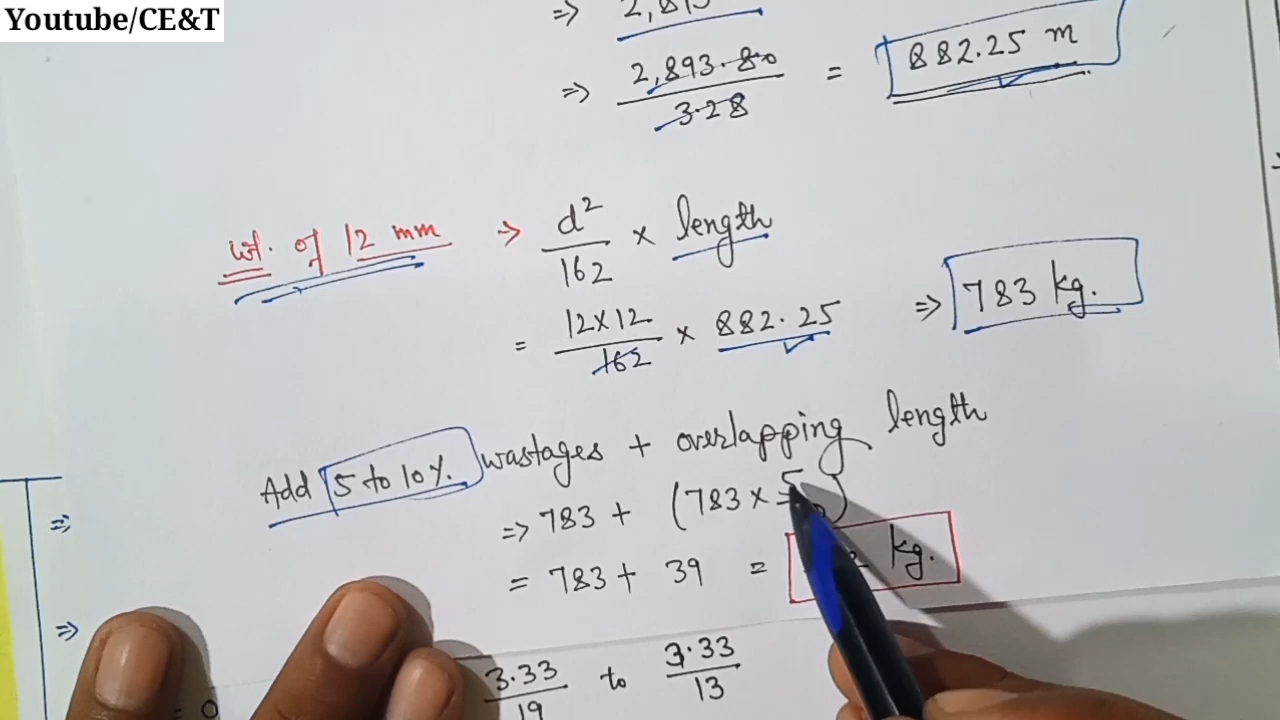 Youtube/CE&T
=>
=> 2,893.80 / 3.28 = 882.25 m
wt. of 12 mm => d² / 162 × length
= 12×12 / 162 × 882.25 => 783 kg.
Add 5 to 10%. wastages + overlapping length
=> => 783 + (783 × 5
= 783 + 39 = kg.
=>
3.33 / 19 to 3.33 / 13
= 0